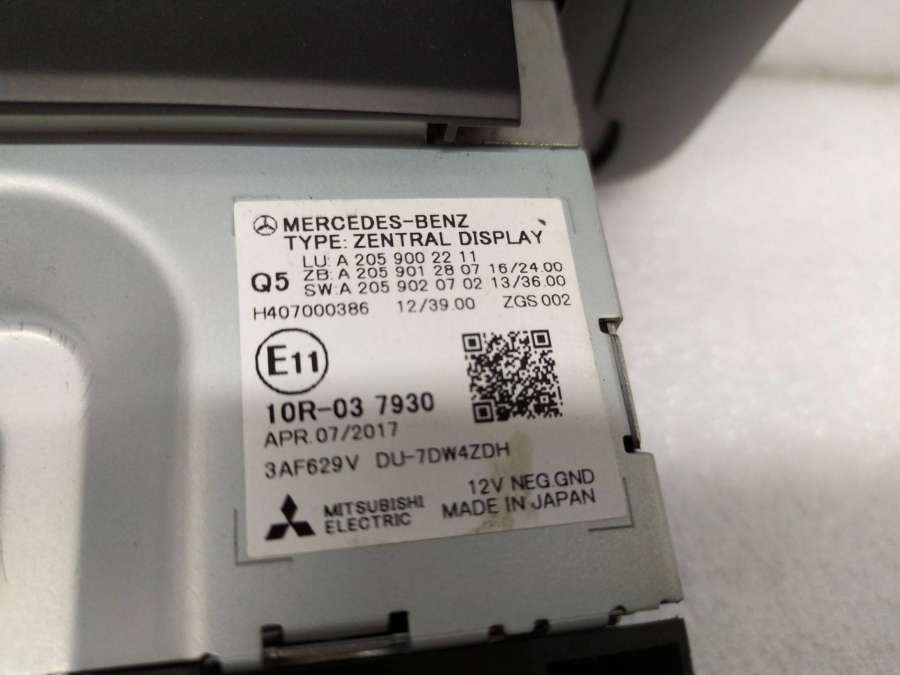 MERCEDES-BENZ
TYPE: ZENTRAL DISPLAY
LU: A 205 900 22 11
Q5 ZB: A 205 901 28 07 16/24.00
SW: A 205 902 07 02 13/36.00
H407000386 12/39.00 ZGS 002
E11
10R-03 7930
APR. 07/2017
3AF629V DU-7DW4ZDH
12V NEG.GND
MITSUBISHI ELECTRIC
MADE IN JAPAN